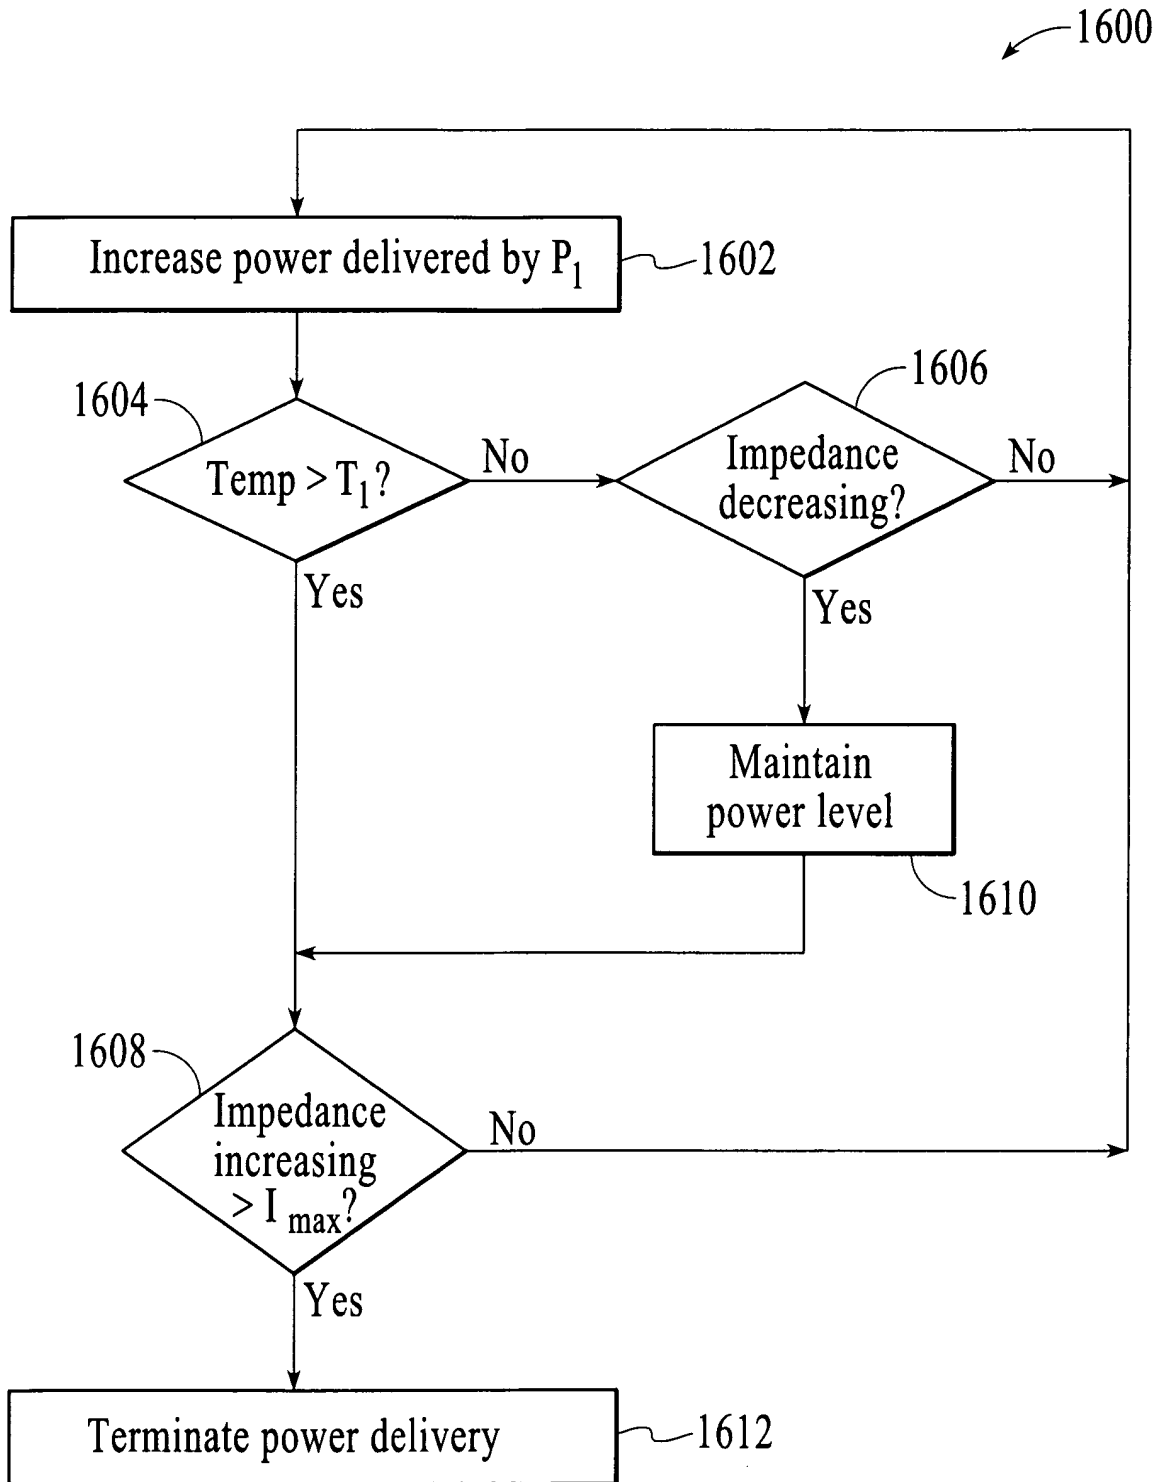 1600
Increase power delivered by P1
1602
1604
Temp > T1?
No
1606
Impedance
decreasing?
No
Yes
Yes
Maintain
power level
1610
1608
Impedance
increasing
> I max?
No
Yes
Terminate power delivery
1612